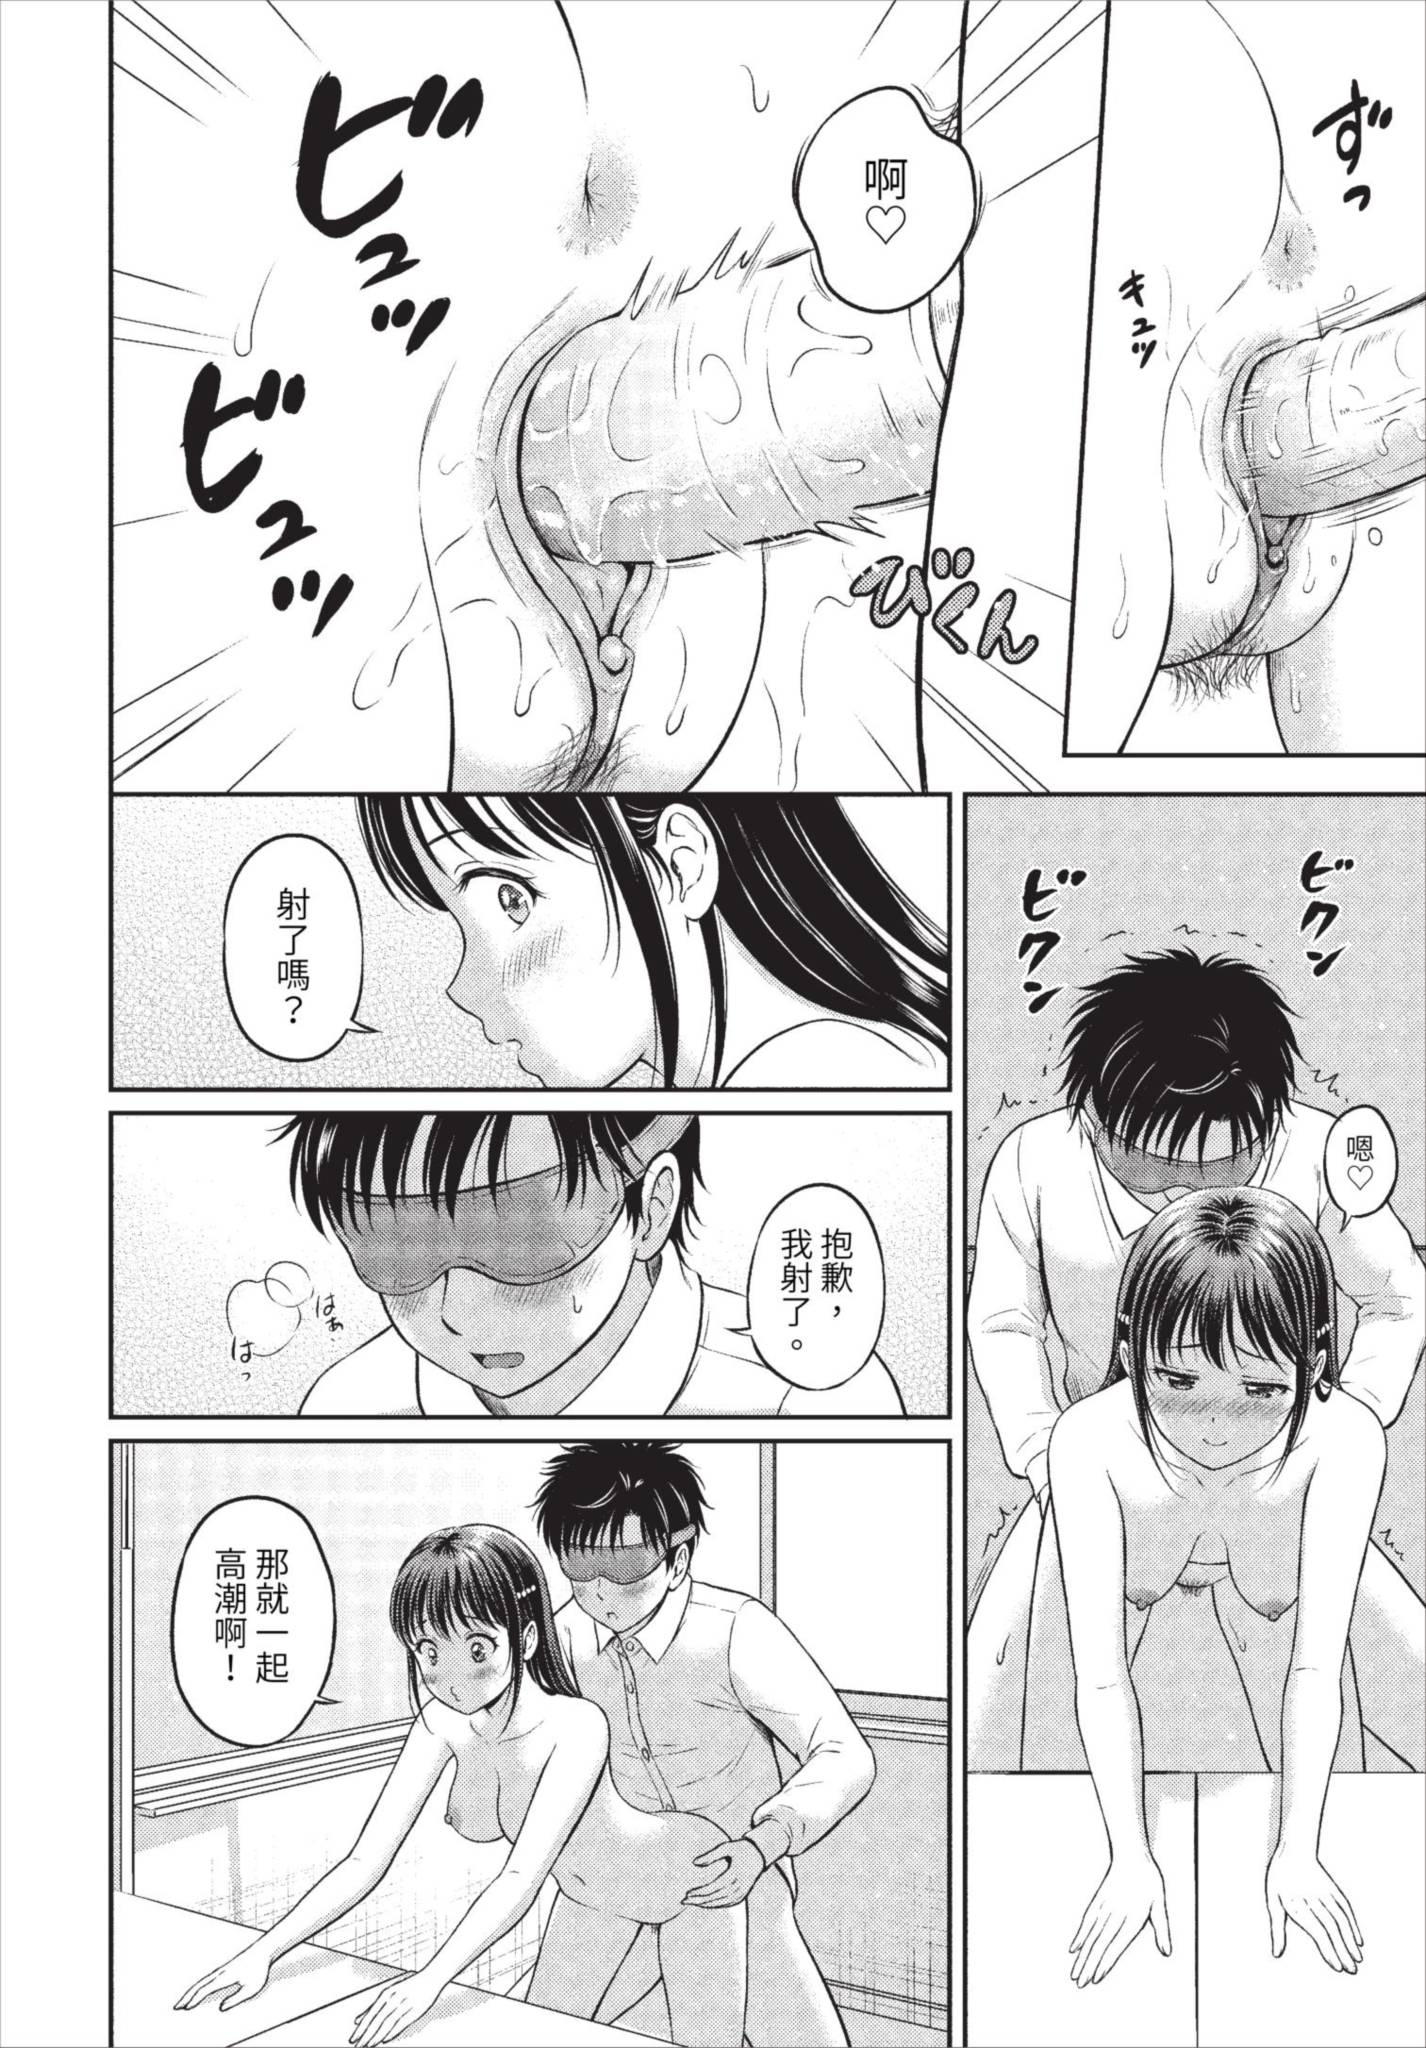 ずっ
キュッ
啊♡
ビュッ
ビュッ
びくん
ビクン
ビクン
嗯♡
射了嗎？
抱歉，
我射了。
はぁ、
はっ
那就一起
高潮啊！